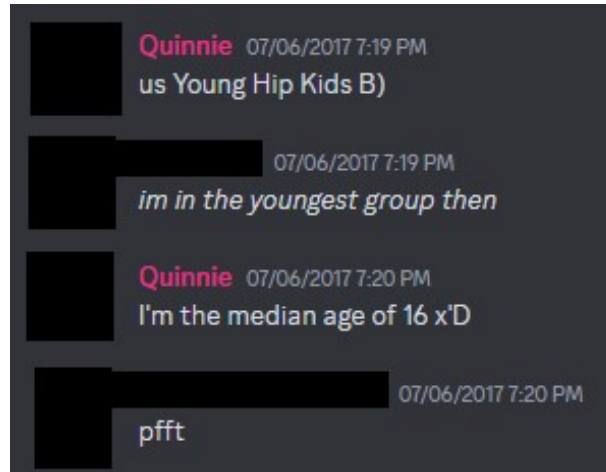 Quinnie 07/06/2017 7:19 PM
us Young Hip Kids B)
07/06/2017 7:19 PM
im in the youngest group then
Quinnie 07/06/2017 7:20 PM
I'm the median age of 16 x'D
07/06/2017 7:20 PM
pfft